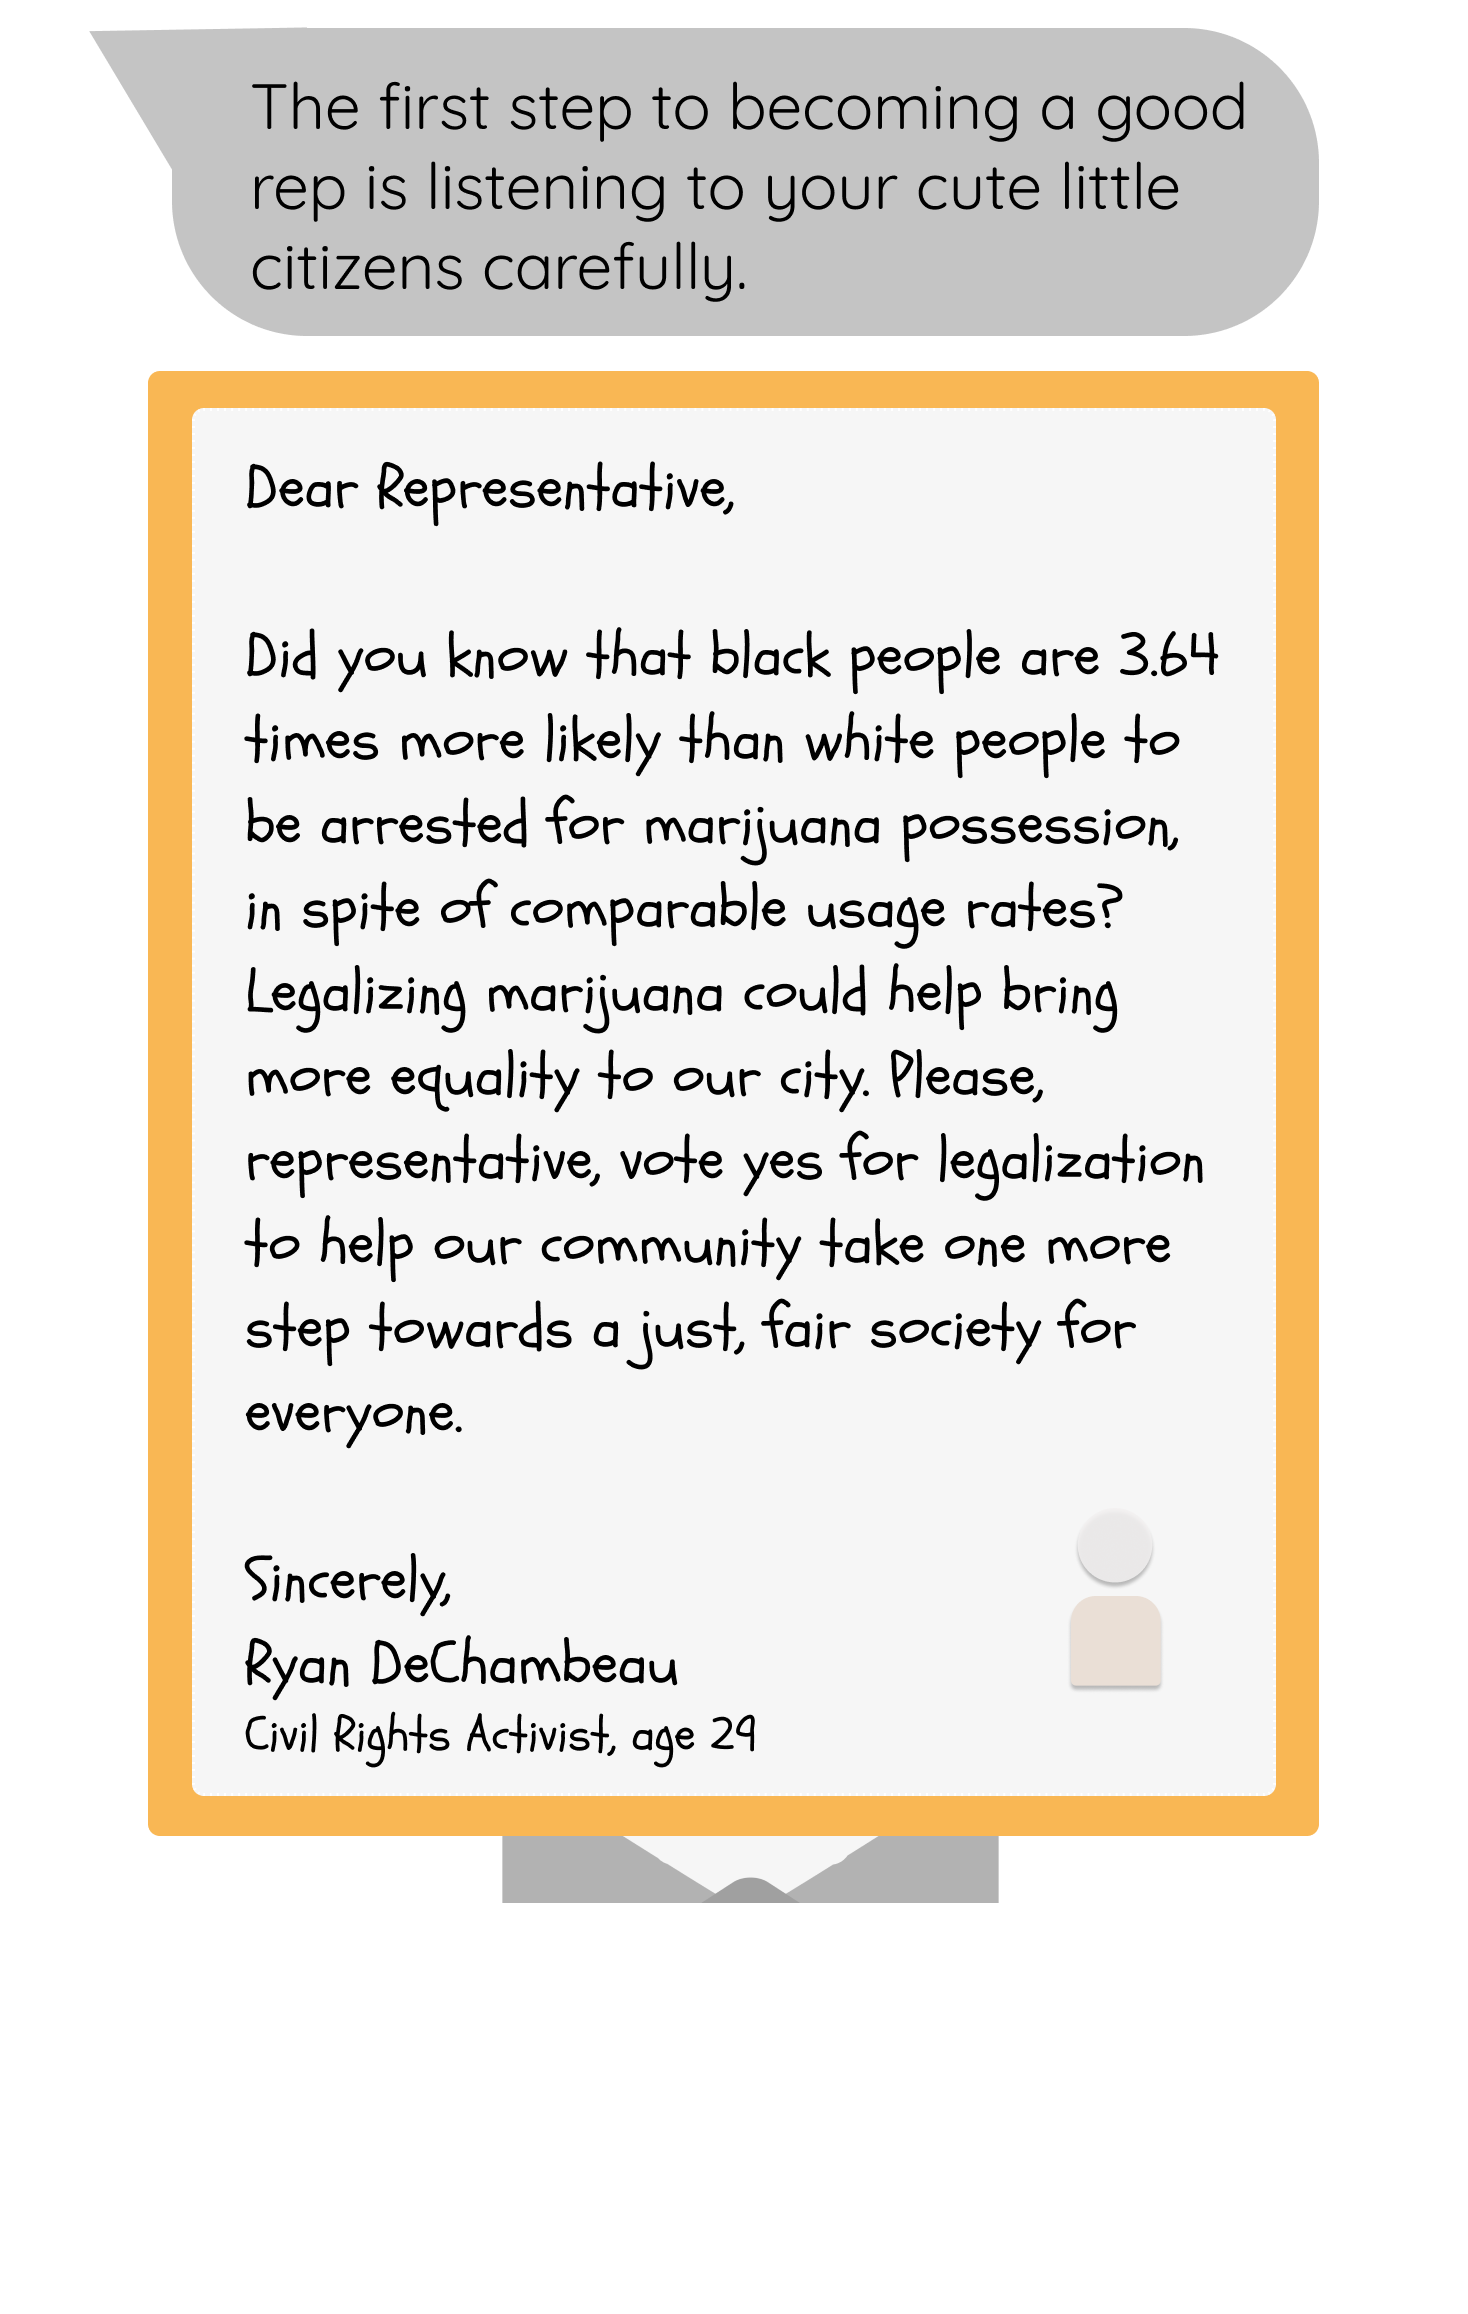 The first step to becoming a good
rep is listening to your cute little
citizens carefully.
Dear Representative,
Did you know that black people are 3.64
times more likely than white people to
be arrested for marijuana possession,
in spite of comparable usage rates?
Legalizing marijuana could help bring
more equality to our city. Please,
representative, vote yes for legalization
to help our community take one more
step towards a just, fair society for
everyone.
Sincerely,
Ryan DeChambeau
Civil Rights Activist, age 29